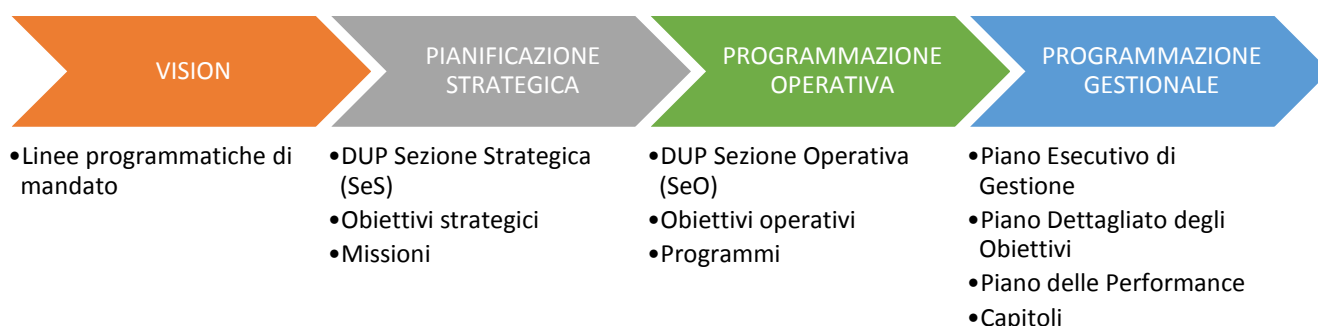 VISION
•Linee programmatiche di
mandato
PIANIFICAZIONE
STRATEGICA
•DUP Sezione Strategica
(SeS)
•Obiettivi strategici
•Missioni
PROGRAMMAZIONE
OPERATIVA
•DUP Sezione Operativa
(SeO)
•Obiettivi operativi
•Programmi
PROGRAMMAZIONE
GESTIONALE
•Piano Esecutivo di
Gestione
•Piano Dettagliato degli
Obiettivi
•Piano delle Performance
•Capitoli